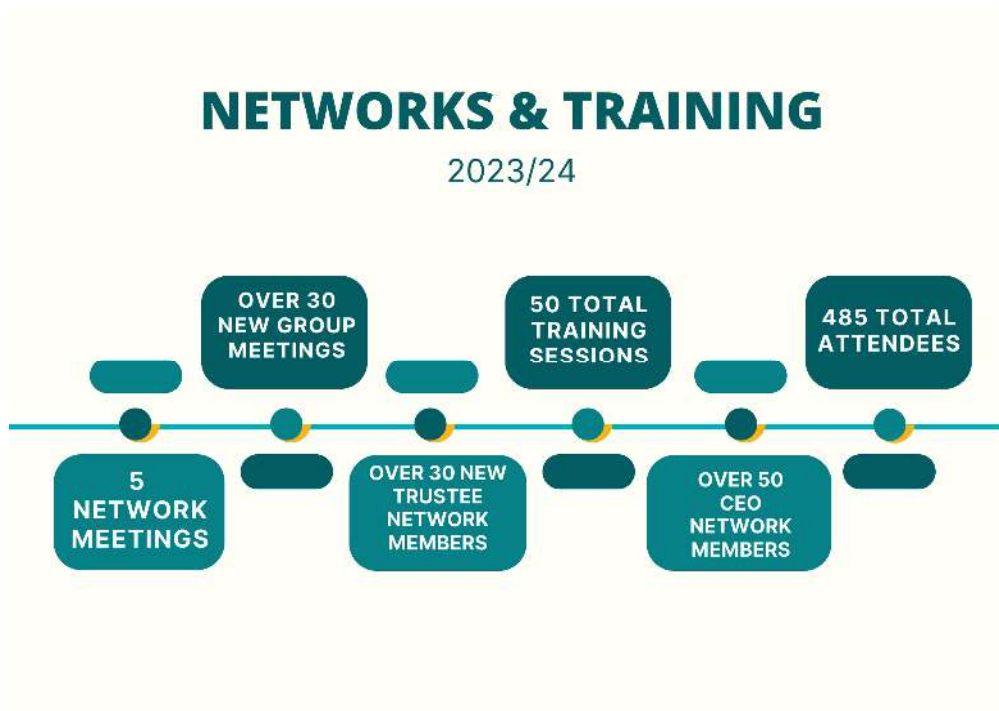 NETWORKS & TRAINING
2023/24
5
NETWORK
MEETINGS
OVER 30
NEW GROUP
MEETINGS
OVER 30 NEW
TRUSTEE
NETWORK
MEMBERS
50 TOTAL
TRAINING
SESSIONS
OVER 50
CEO
NETWORK
MEMBERS
485 TOTAL
ATTENDEES